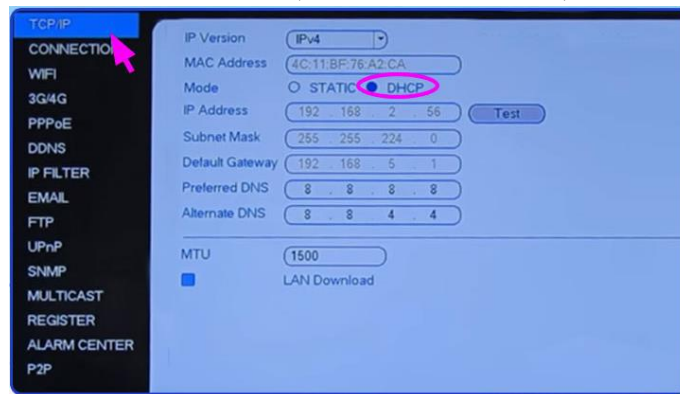 TCP/IP
CONNECTION
WIFI
3G/4G
PPPoE
DDNS
IP FILTER
EMAIL
FTP
UPnP
SNMP
MULTICAST
REGISTER
ALARM CENTER
P2P
IP Version IPv4
MAC Address 4C:11:BF:76:A2:CA
Mode STATIC DHCP
IP Address 192 . 168 . 2 . 56 Test
Subnet Mask 255 . 255 . 224 . 0
Default Gateway 192 . 168 . 5 . 1
Preferred DNS 8 . 8 . 8 . 8
Alternate DNS 8 . 8 . 4 . 4
MTU 1500
LAN Download